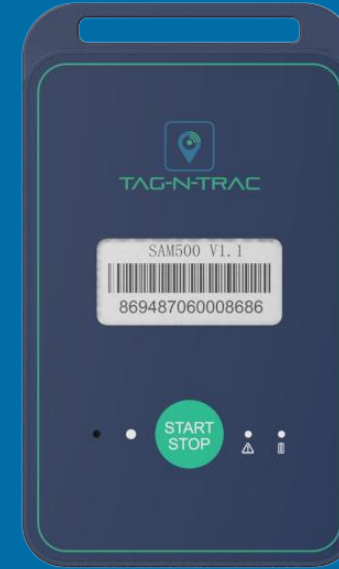 TAG-N-TRAC
SAM500 V1.1
869487060008686
START
STOP